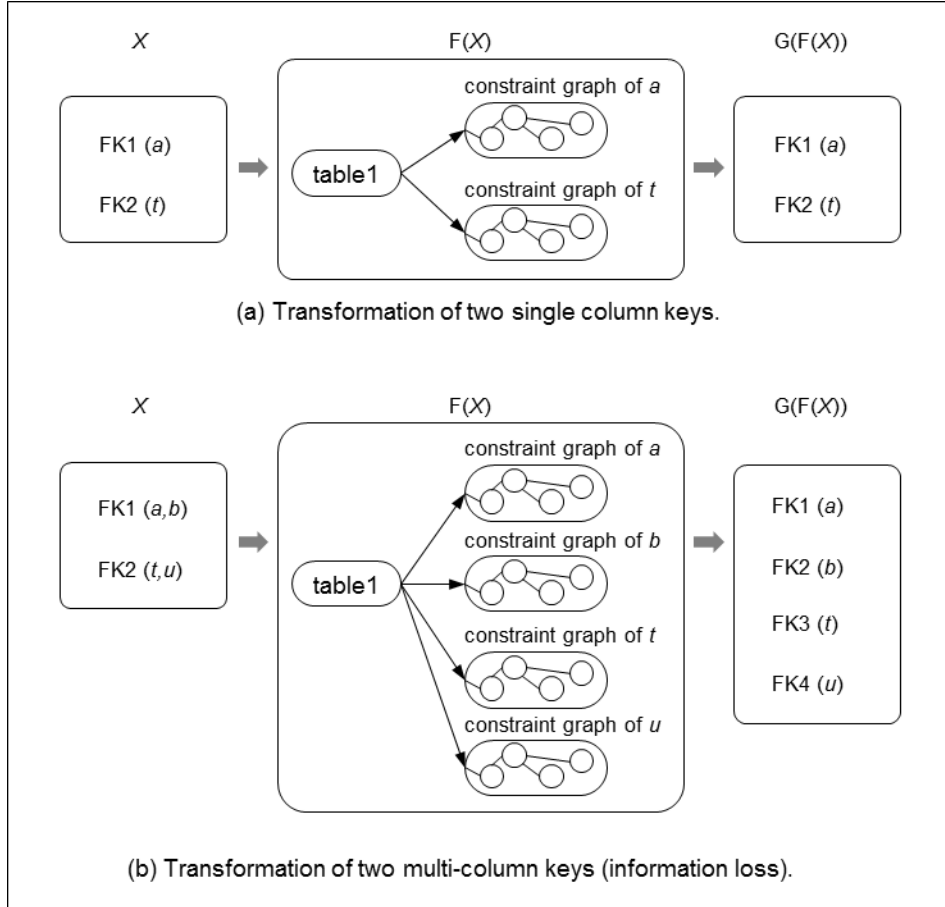 X F(X) G(F(X))
constraint graph of a
FK1 (a)
FK2 (t)
table1
constraint graph of t
FK1 (a)
FK2 (t)
(a) Transformation of two single column keys.
X F(X) G(F(X))
FK1 (a,b)
FK2 (t,u)
table1
constraint graph of a
constraint graph of b
constraint graph of t
constraint graph of u
FK1 (a)
FK2 (b)
FK3 (t)
FK4 (u)
(b) Transformation of two multi-column keys (information loss).